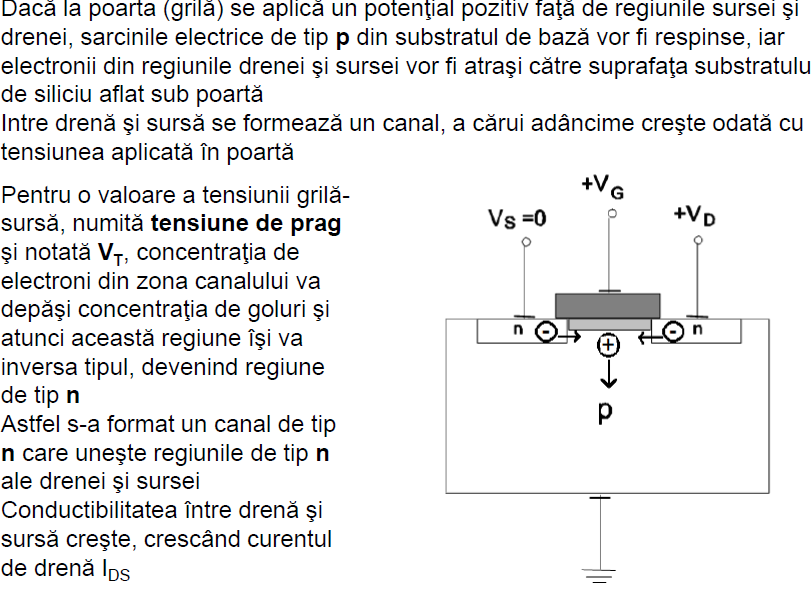 Dacă la poarta (grilă) se aplică un potenţial pozitiv faţă de regiunile sursei şi
drenei, sarcinile electrice de tip p din substratul de bază vor fi respinse, iar
electronii din regiunile drenei şi sursei vor fi atraşi către suprafaţa substratulu
de siliciu aflat sub poartă
Intre drenă şi sursă se formează un canal, a cărui adâncime creşte odată cu
tensiunea aplicată în poartă
Pentru o valoare a tensiunii grilă-
sursă, numită tensiune de prag
şi notată VT, concentraţia de
electroni din zona canalului va
depăşi concentraţia de goluri şi
atunci această regiune îşi va
inversa tipul, devenind regiune
de tip n
Astfel s-a format un canal de tip
n care uneşte regiunile de tip n
ale drenei şi sursei
Conductibilitatea între drenă şi
sursă creşte, crescând curentul
de drenă IDS
+VG
VS =0
+VD
n - - n
+
p